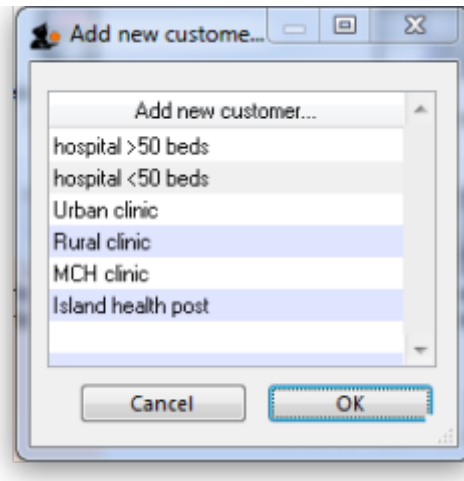 Add new custome...
Add new customer...
hospital >50 beds
hospital <50 beds
Urban clinic
Rural clinic
MCH clinic
Island health post
Cancel
OK